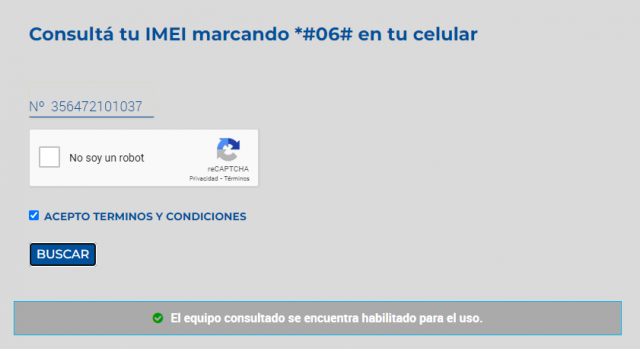 Consultá tu IMEI marcando *#06# en tu celular
Nº 356472101037
No soy un robot
reCAPTCHA
Privacidad - Términos
ACEPTO TERMINOS Y CONDICIONES
BUSCAR
El equipo consultado se encuentra habilitado para el uso.